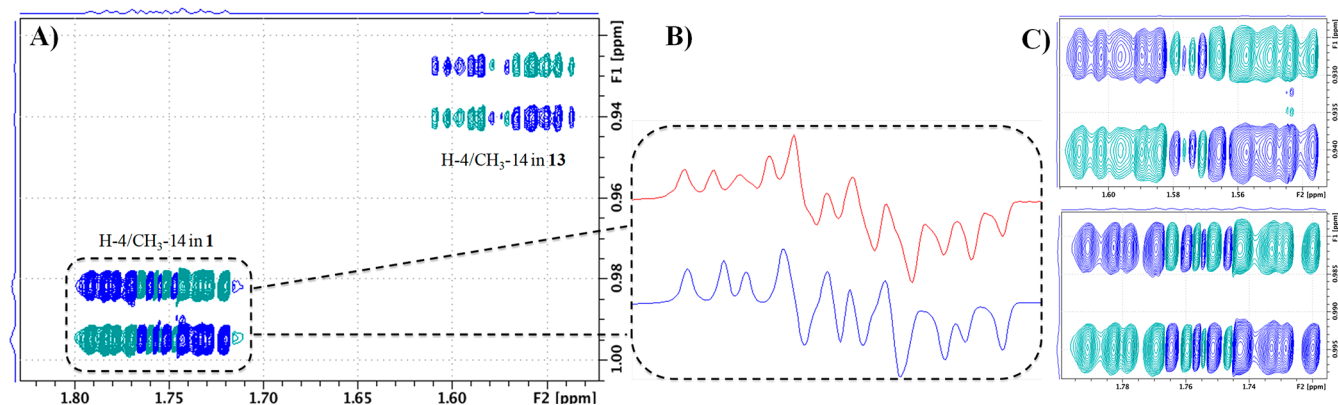 A)
H-4/CH₃-14 in 13
H-4/CH₃-14 in 1
F1 [ppm]
0.94
0.96
0.98
1.00
1.80
1.75
1.70
1.65
1.60
F2 [ppm]
B)
C)
F1 [ppm]
0.930
0.935
0.940
1.60
1.58
1.56
F2 [ppm]
F1 [ppm]
0.985
0.990
0.995
1.78
1.76
1.74
F2 [ppm]